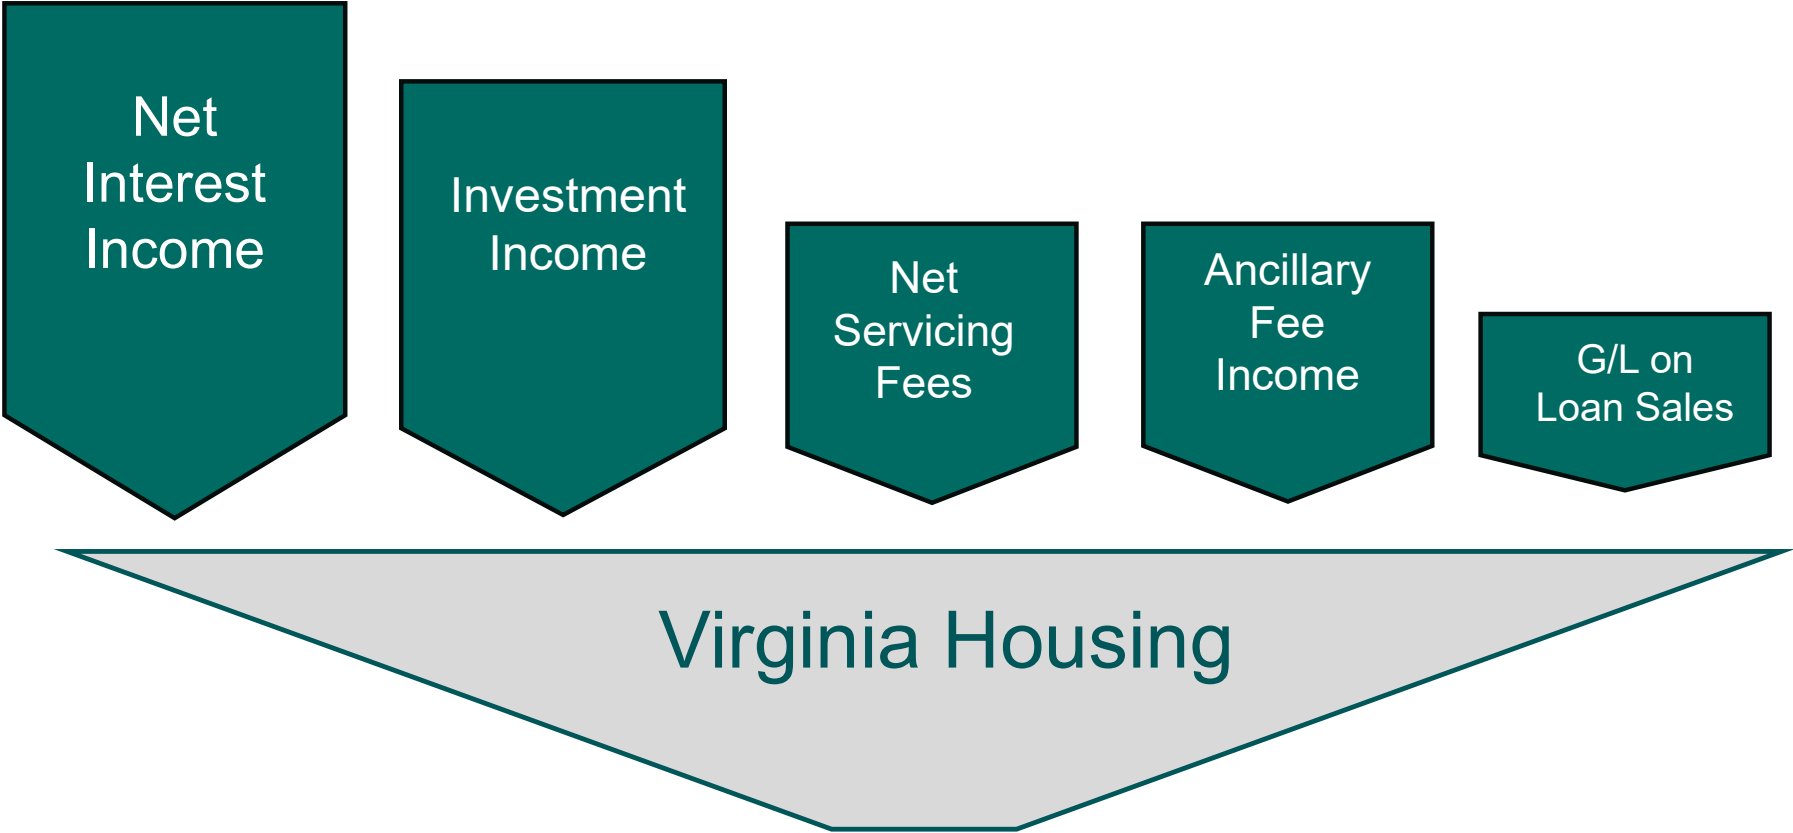 Net
Interest
Income
Investment
Income
Net
Servicing
Fees
Ancillary
Fee
Income
G/L on
Loan Sales
Virginia Housing